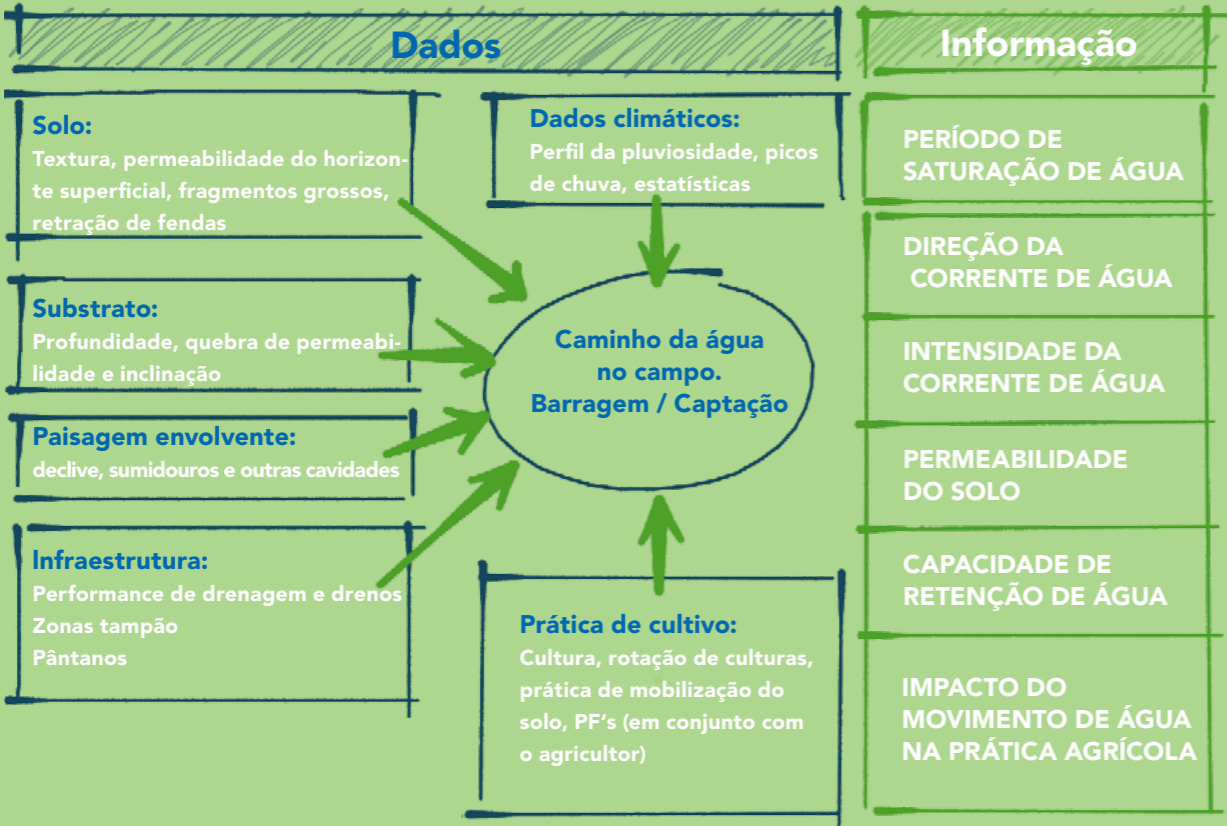 Dados
Informação
Solo:
Textura, permeabilidade do horizon-
te superficial, fragmentos grossos,
retração de fendas
Dados climáticos:
Perfil da pluviosidade, picos
de chuva, estatísticas
Substrato:
Profundidade, quebra de permeabi-
lidade e inclinação
Paisagem envolvente:
declive, sumidouros e outras cavidades
Infraestrutura:
Performance de drenagem e drenos
Zonas tampão
Pântanos
Caminho da água
no campo.
Barragem / Captação
Prática de cultivo:
Cultura, rotação de culturas,
prática de mobilização do
solo, PF’s (em conjunto com
o agricultor)
PERÍODO DE
SATURAÇÃO DE ÁGUA
DIREÇÃO DA
CORRENTE DE ÁGUA
INTENSIDADE DA
CORRENTE DE ÁGUA
PERMEABILIDADE
DO SOLO
CAPACIDADE DE
RETENÇÃO DE ÁGUA
IMPACTO DO
MOVIMENTO DE ÁGUA
NA PRÁTICA AGRÍCOLA